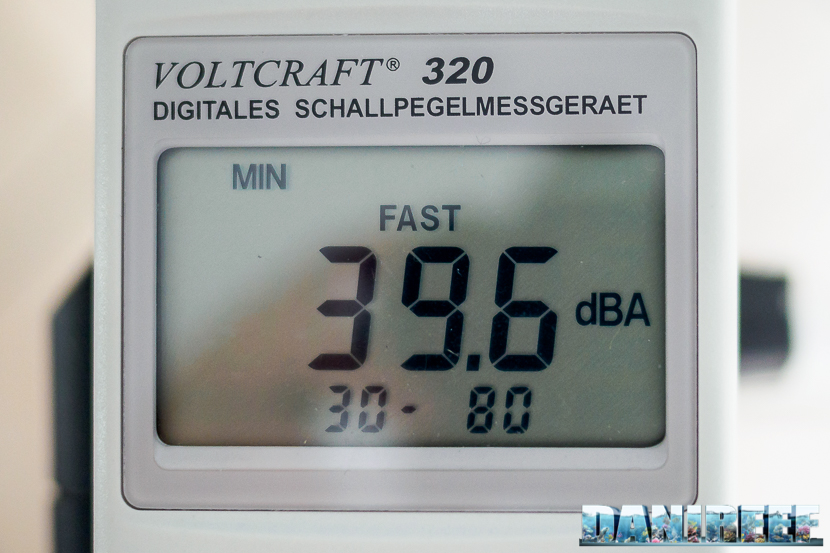 VOLTCRAFT® 320
DIGITALES SCHALLPEGELMESSGERAET
MIN
FAST
39.6 dBA
30 - 80
DANIREEF